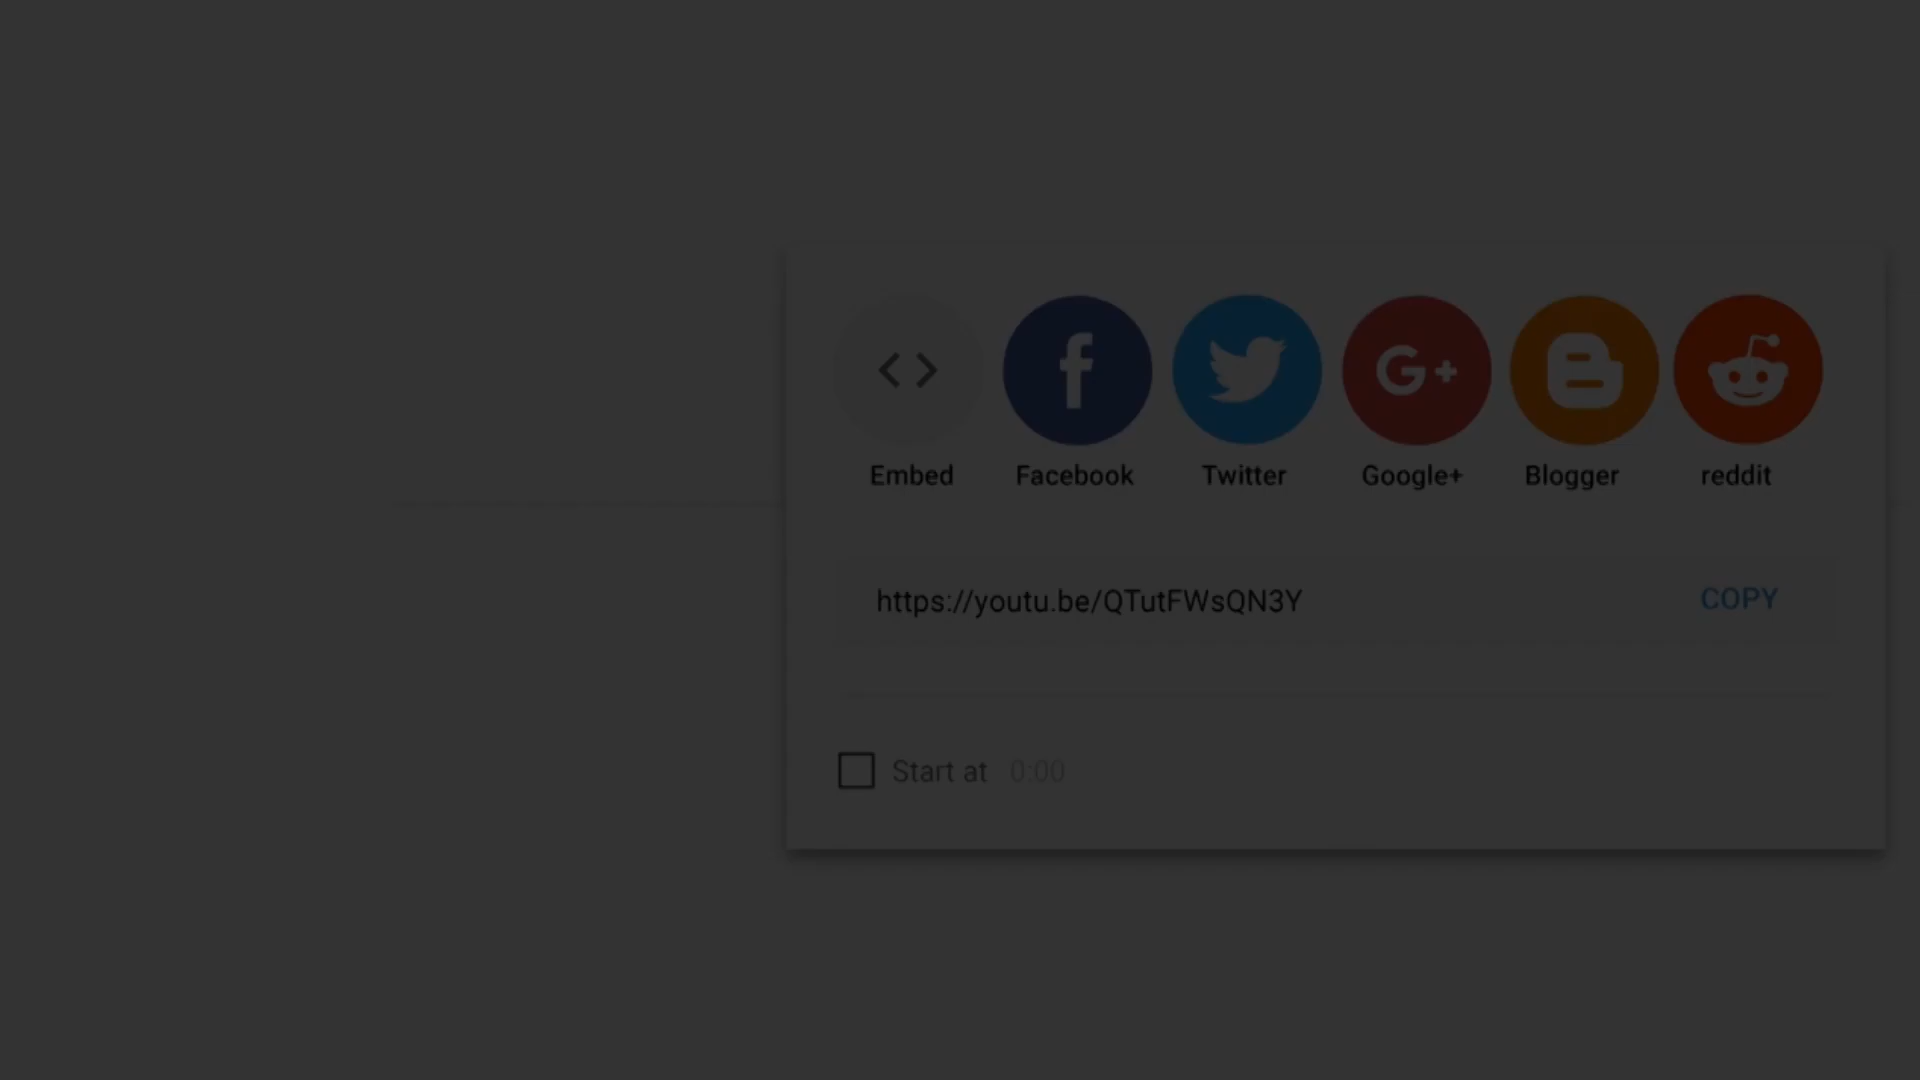 Embed Facebook Twitter Google+ Blogger reddit
https://youtu.be/QTutFWsQN3Y COPY
Start at 0:00